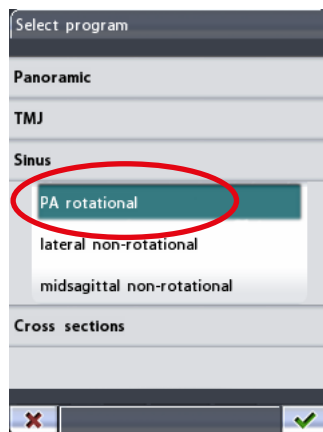 Select program
Panoramic
TMJ
Sinus
PA rotational
lateral non-rotational
midsagittal non-rotational
Cross sections